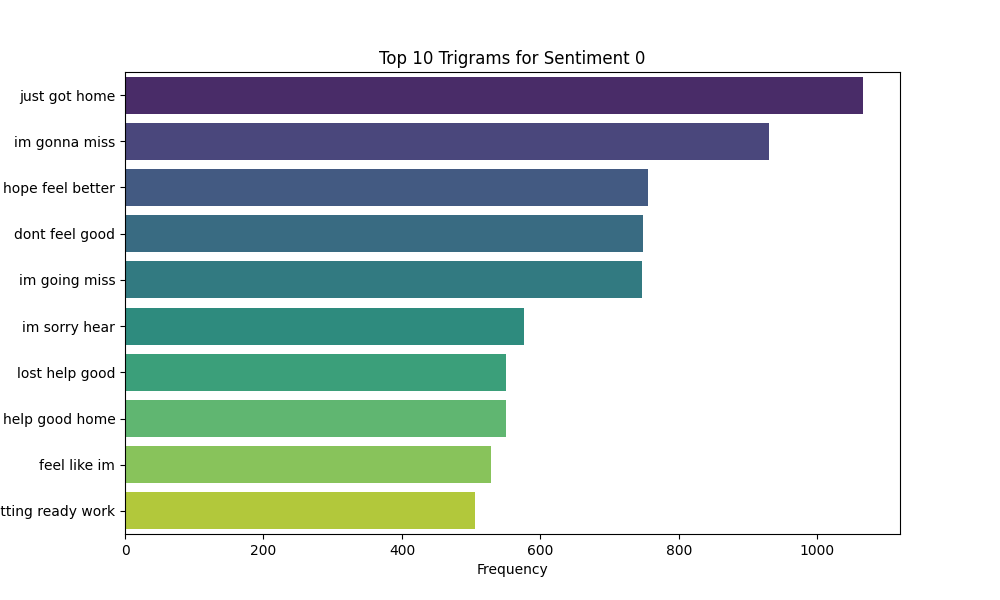 Top 10 Trigrams for Sentiment 0
just got home
im gonna miss
hope feel better
dont feel good
im going miss
im sorry hear
lost help good
help good home
feel like im
tting ready work
0 200 400 600 800 1000
Frequency